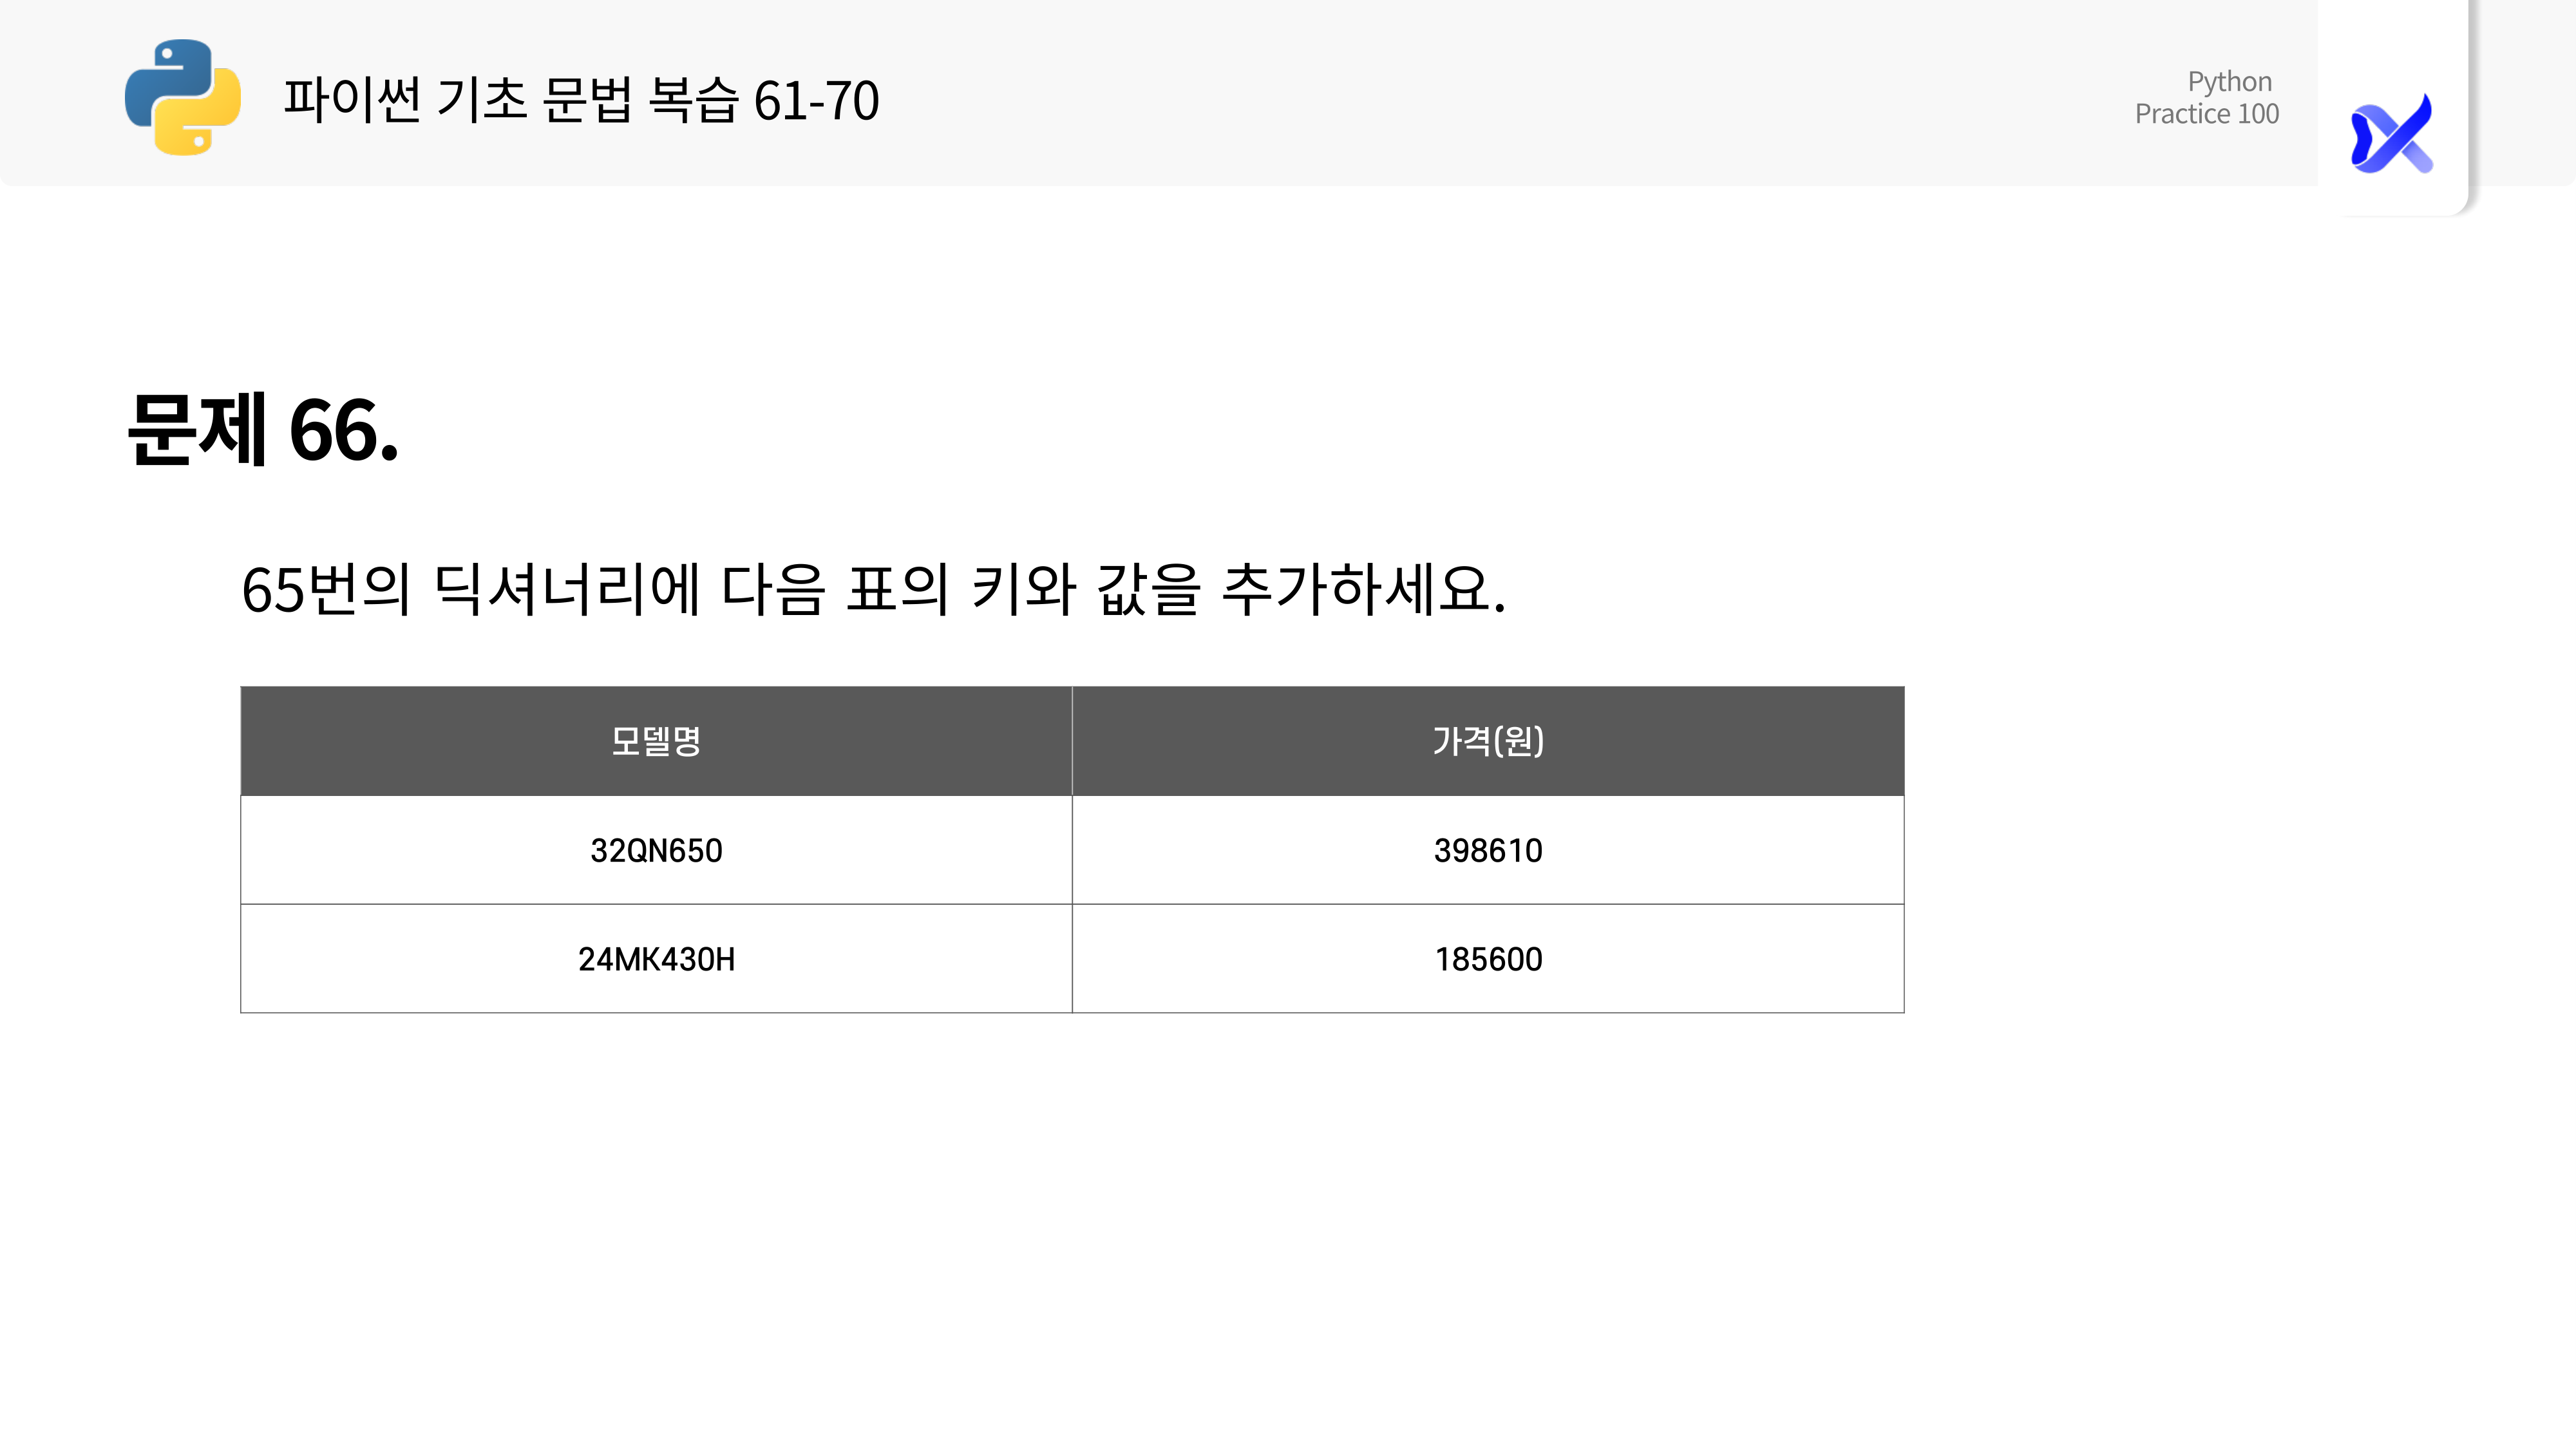 파이썬 기초 문법 복습 61-70
Python
Practice 100
문제 66.
65번의 딕셔너리에 다음 표의 키와 값을 추가하세요.
모델명 가격(원)
32QN650 398610
24MK430H 185600